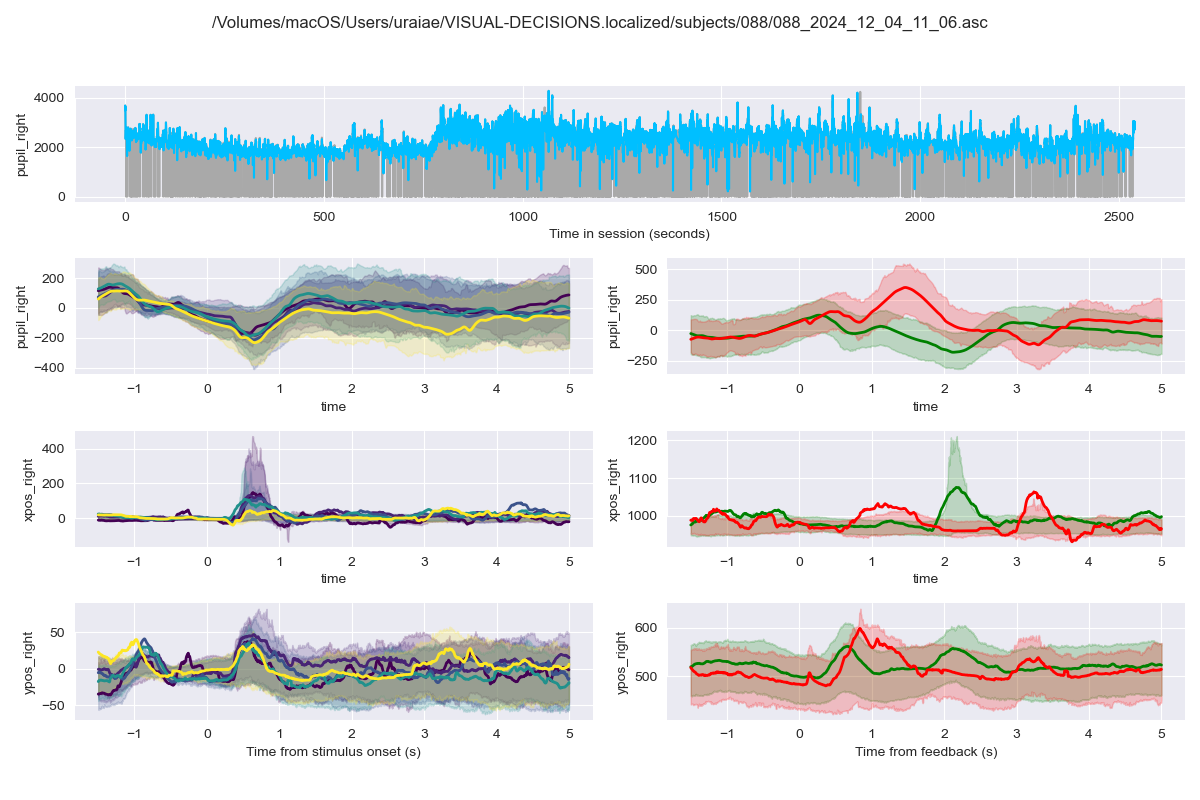 /Volumes/macOS/Users/uraiae/VISUAL-DECISIONS.localized/subjects/088/088_2024_12_04_11_06.asc
pupil_right
4000
2000
0
0 500 1000 1500 2000 2500
Time in session (seconds)
pupil_right
200
0
−200
−400
−1 0 1 2 3 4 5
time
pupil_right
500
250
0
−250
−1 0 1 2 3 4 5
time
xpos_right
400
200
0
−1 0 1 2 3 4 5
time
xpos_right
1200
1100
1000
−1 0 1 2 3 4 5
time
ypos_right
50
0
−50
−1 0 1 2 3 4 5
Time from stimulus onset (s)
ypos_right
600
500
−1 0 1 2 3 4 5
Time from feedback (s)